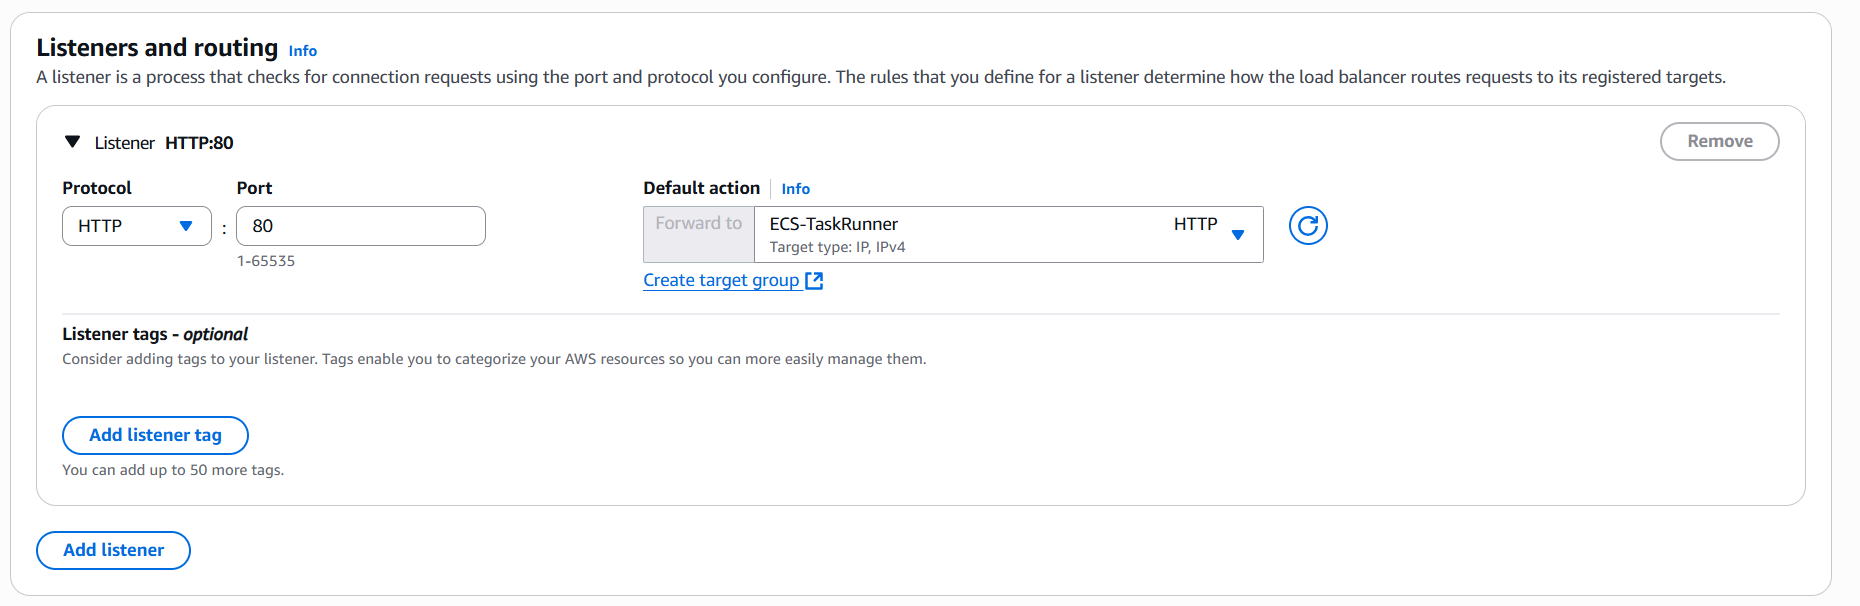 Listeners and routing Info
A listener is a process that checks for connection requests using the port and protocol you configure. The rules that you define for a listener determine how the load balancer routes requests to its registered targets.
Listener HTTP:80
Remove
Protocol Port Default action Info
HTTP : 80 Forward to ECS-TaskRunner HTTP
Target type: IP, IPv4
1-65535
Create target group
Listener tags - optional
Consider adding tags to your listener. Tags enable you to categorize your AWS resources so you can more easily manage them.
Add listener tag
You can add up to 50 more tags.
Add listener